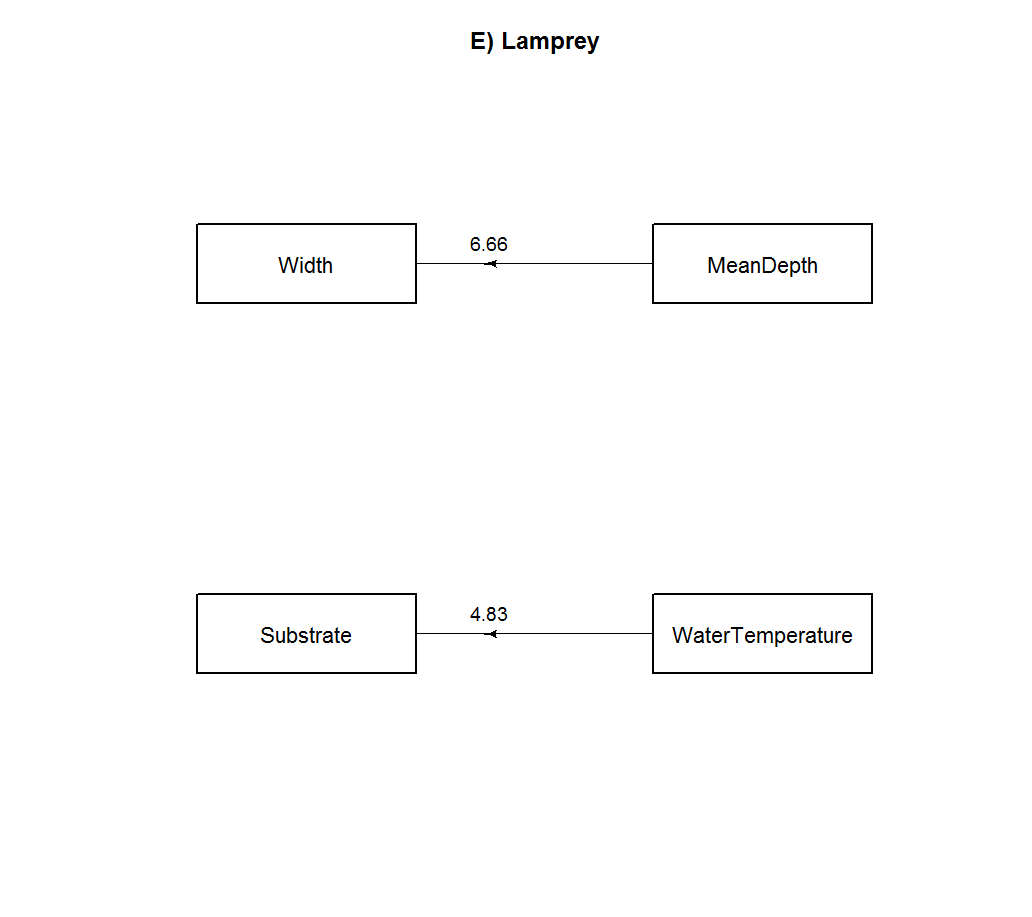 E) Lamprey
6.66
Width
MeanDepth
4.83
Substrate
WaterTemperature